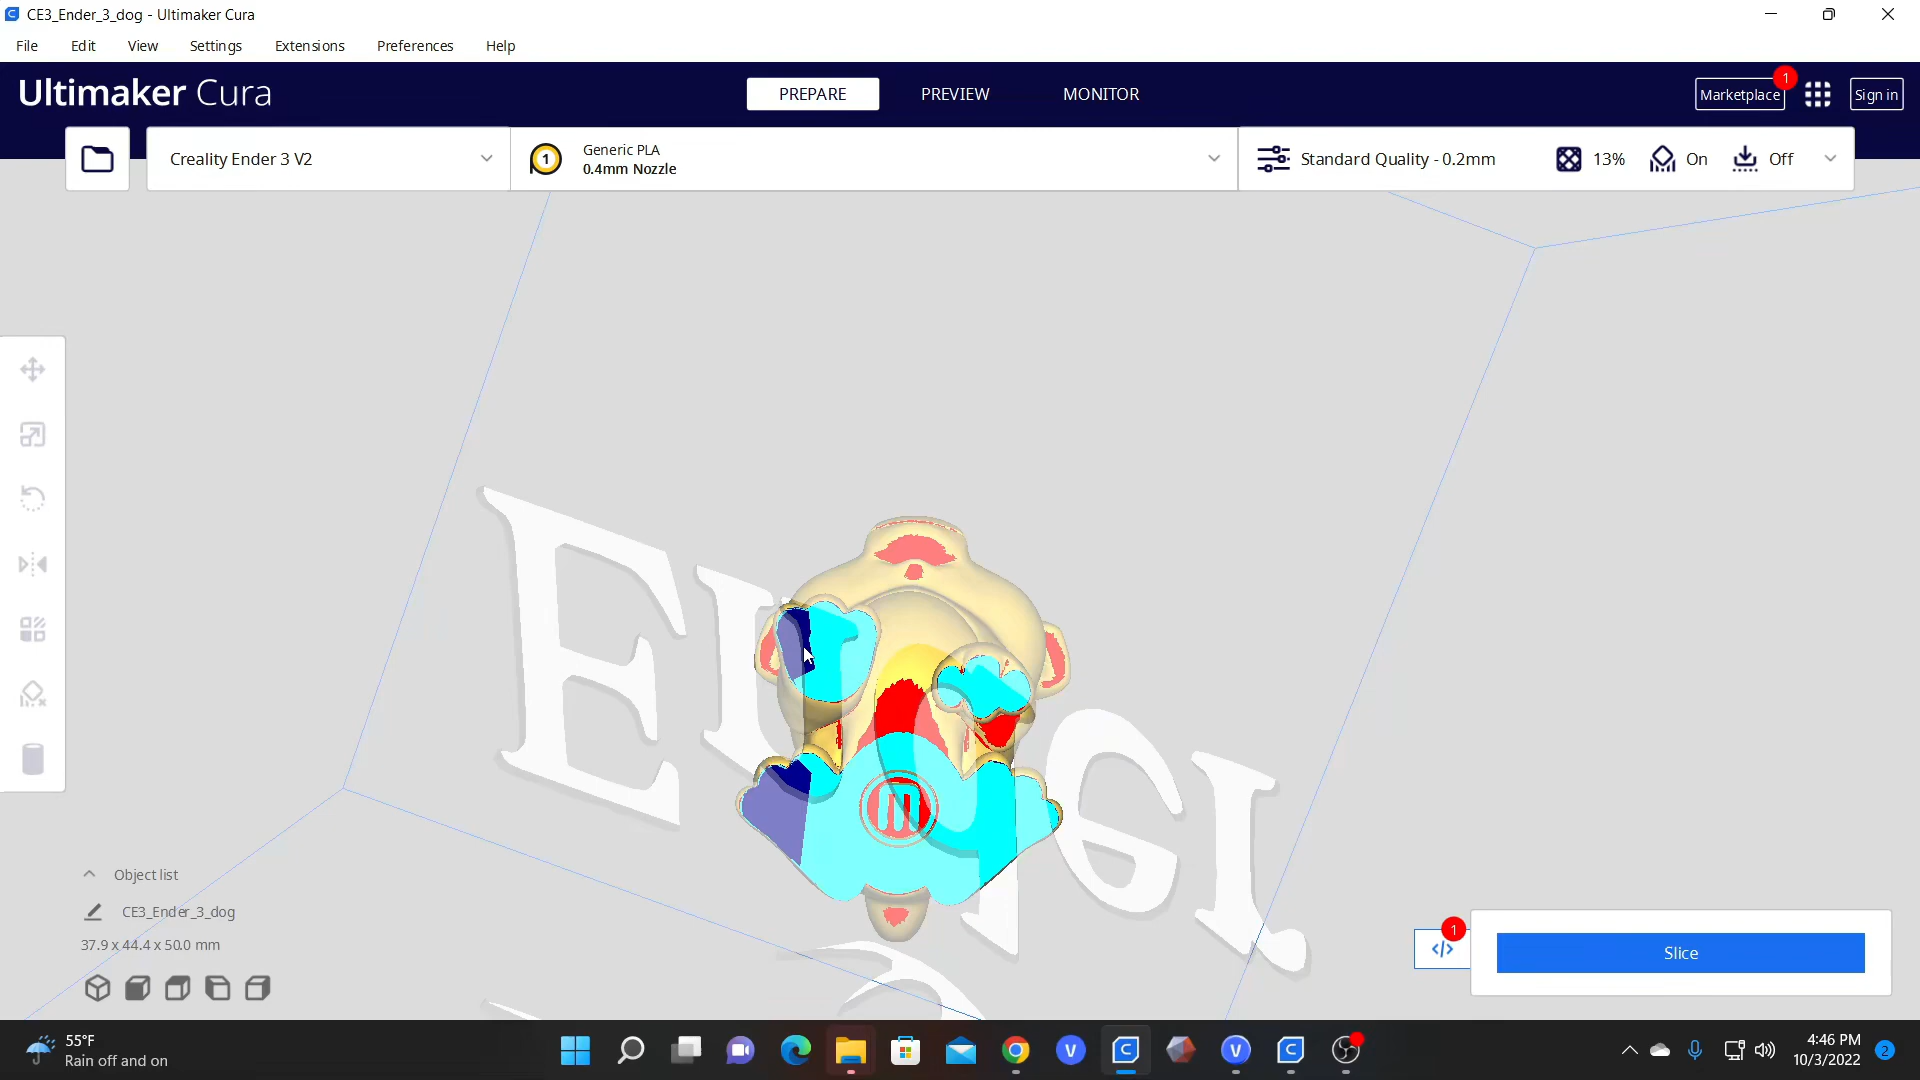 CE3_Ender_3_dog - Ultimaker Cura
File Edit View Settings Extensions Preferences Help
Ultimaker Cura
PREPARE PREVIEW MONITOR
Marketplace 1 Sign in
Creality Ender 3 V2
1 Generic PLA
0.4mm Nozzle
Standard Quality - 0.2mm 13% On Off
Object list
CE3_Ender_3_dog
37.9 x 44.4 x 50.0 mm
1
</>
Slice
55°F
Rain off and on
4:46 PM
10/3/2022
2